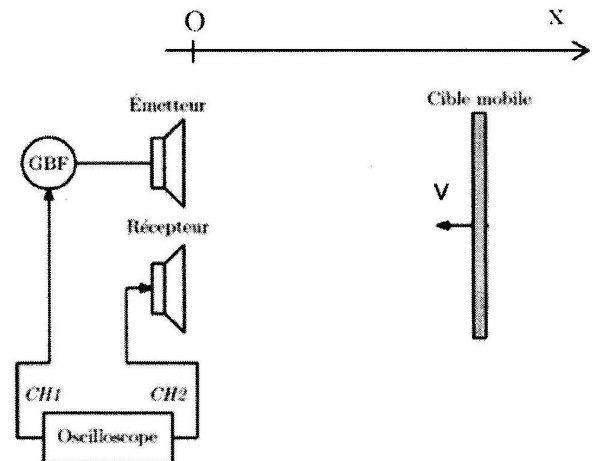 O
X
Émetteur
Cible mobile
GBF
V
Récepteur
CH1
CH2
Oscilloscope